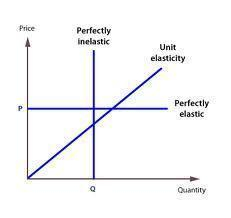 Price
Perfectly
inelastic
Unit
elasticity
P
Perfectly
elastic
Q
Quantity